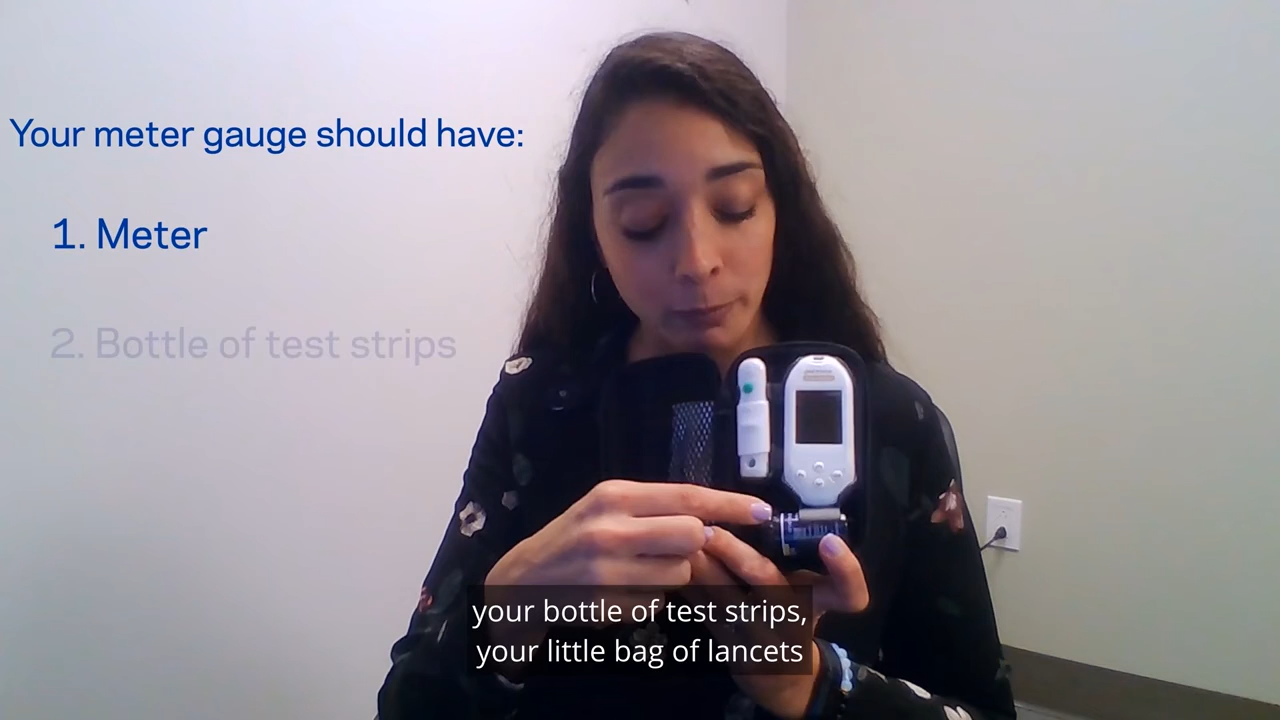 Your meter gauge should have:
1. Meter
2. Bottle of test strips
your bottle of test strips,
your little bag of lancets